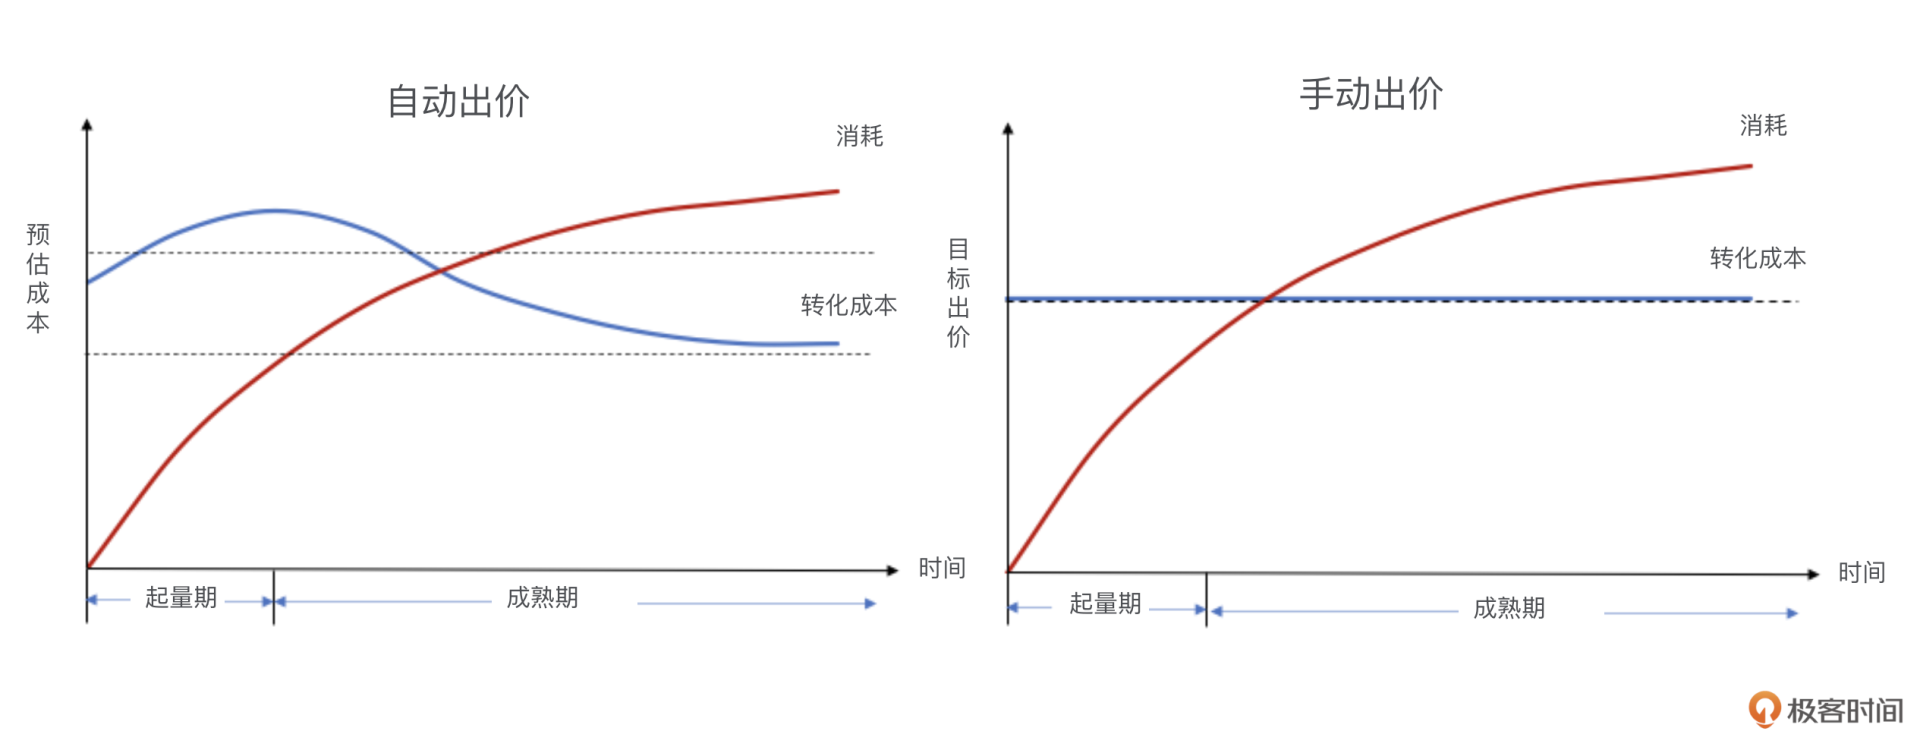 自动出价
消耗
预估成本
转化成本
时间
起量期
成熟期
手动出价
消耗
目标出价
转化成本
时间
起量期
成熟期
极客时间